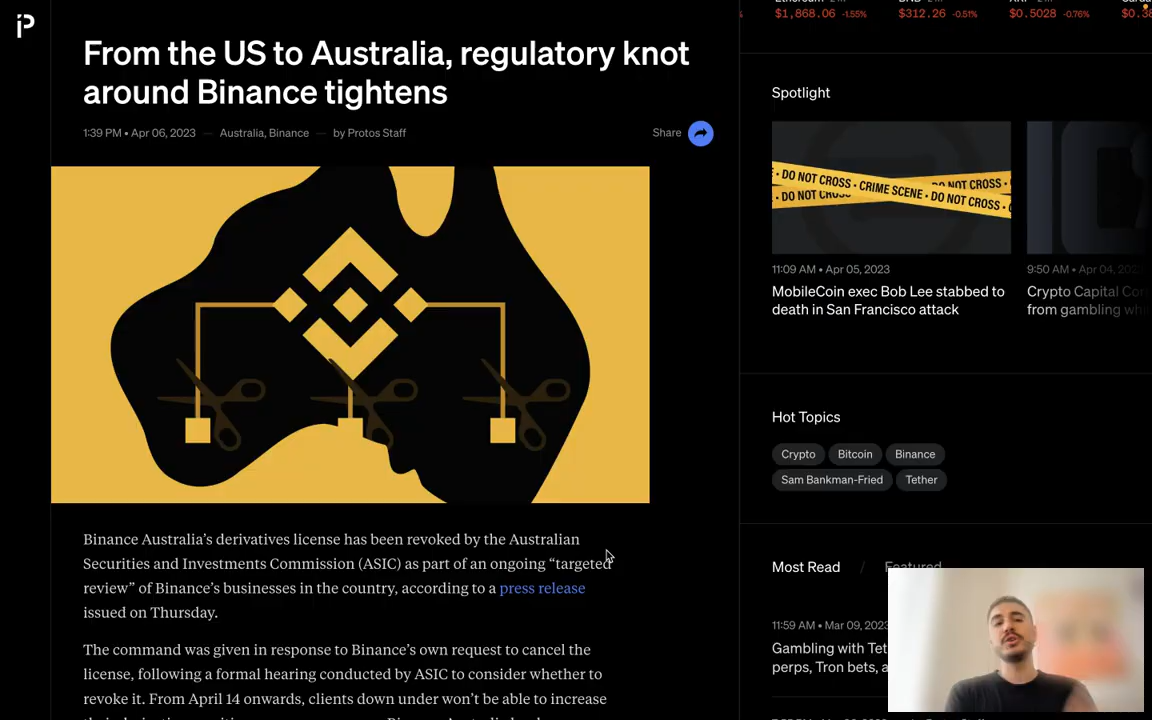 From the US to Australia, regulatory knot
around Binance tightens
1:39 PM • Apr 06, 2023 — Australia, Binance — by Protos Staff
Share
Binance Australia’s derivatives license has been revoked by the Australian
Securities and Investments Commission (ASIC) as part of an ongoing “targeted
review” of Binance’s businesses in the country, according to a press release
issued on Thursday.
The command was given in response to Binance’s own request to cancel the
license, following a formal hearing conducted by ASIC to consider whether to
revoke it. From April 14 onwards, clients down under won’t be able to increase
$1,868.06 -1.55% $312.26 -0.51% $0.5028 -0.76%
Spotlight
DO NOT CROSS • CRIME SCENE • DO NOT CROSS •
11:09 AM • Apr 05, 2023
MobileCoin exec Bob Lee stabbed to
death in San Francisco attack
9:50 AM • Apr 04,
Crypto Capital
from gambling
Hot Topics
Crypto Bitcoin Binance
Sam Bankman-Fried Tether
Most Read / Featured
11:59 AM • Mar 09, 2023
Gambling with
perps, Tron bets,